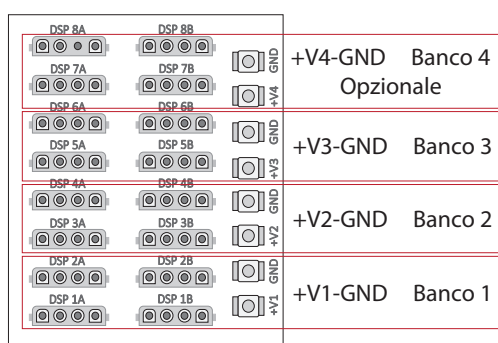 DSP 8A DSP 8B
GND
+V4-GND Banco 4
Opzionale
DSP 7A DSP 7B
+V4
DSP 6A DSP 6B
GND
+V3-GND Banco 3
DSP 5A DSP 5B
+V3
DSP 4A DSP 4B
GND
+V2-GND Banco 2
DSP 3A DSP 3B
+V2
DSP 2A DSP 2B
GND
+V1-GND Banco 1
DSP 1A DSP 1B
+V1